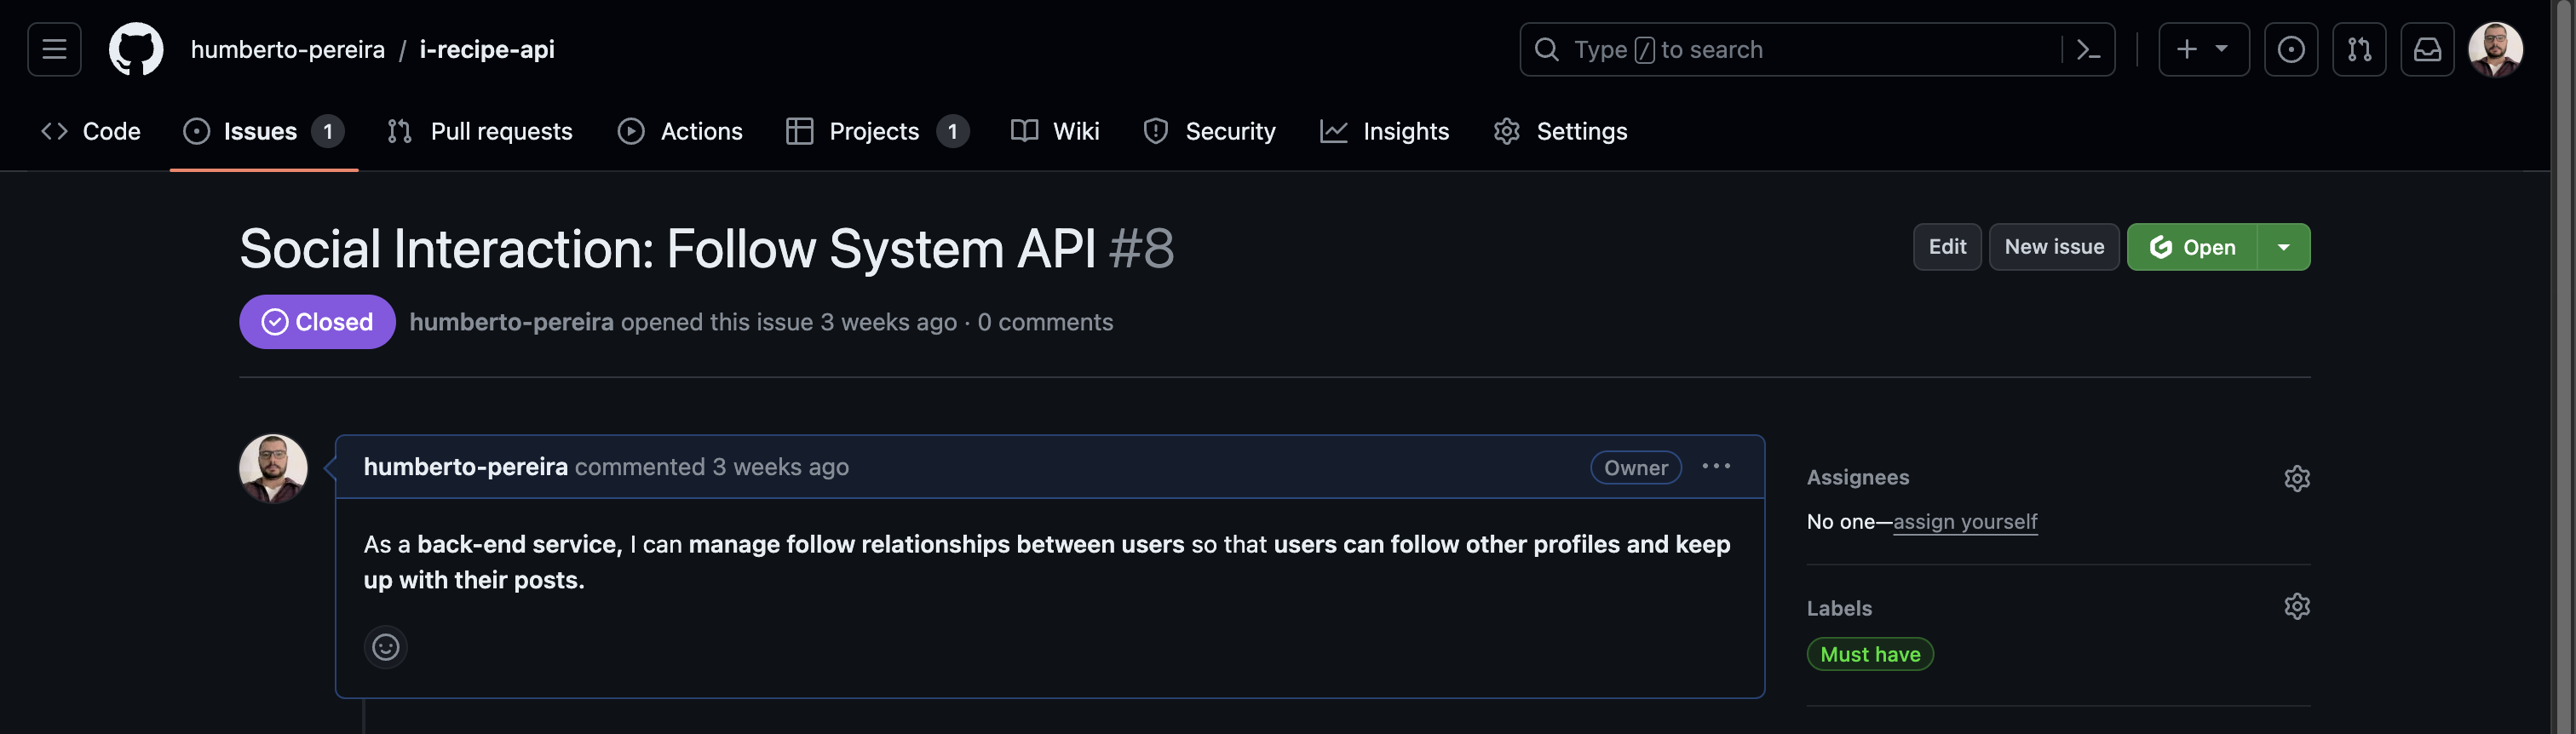 humberto-pereira / i-recipe-api
Type / to search
Code
Issues 1
Pull requests
Actions
Projects 1
Wiki
Security
Insights
Settings
Social Interaction: Follow System API #8
Edit
New issue
Open
Closed
humberto-pereira opened this issue 3 weeks ago · 0 comments
humberto-pereira commented 3 weeks ago
Owner
As a back-end service, I can manage follow relationships between users so that users can follow other profiles and keep
up with their posts.
Assignees
No one—assign yourself
Labels
Must have